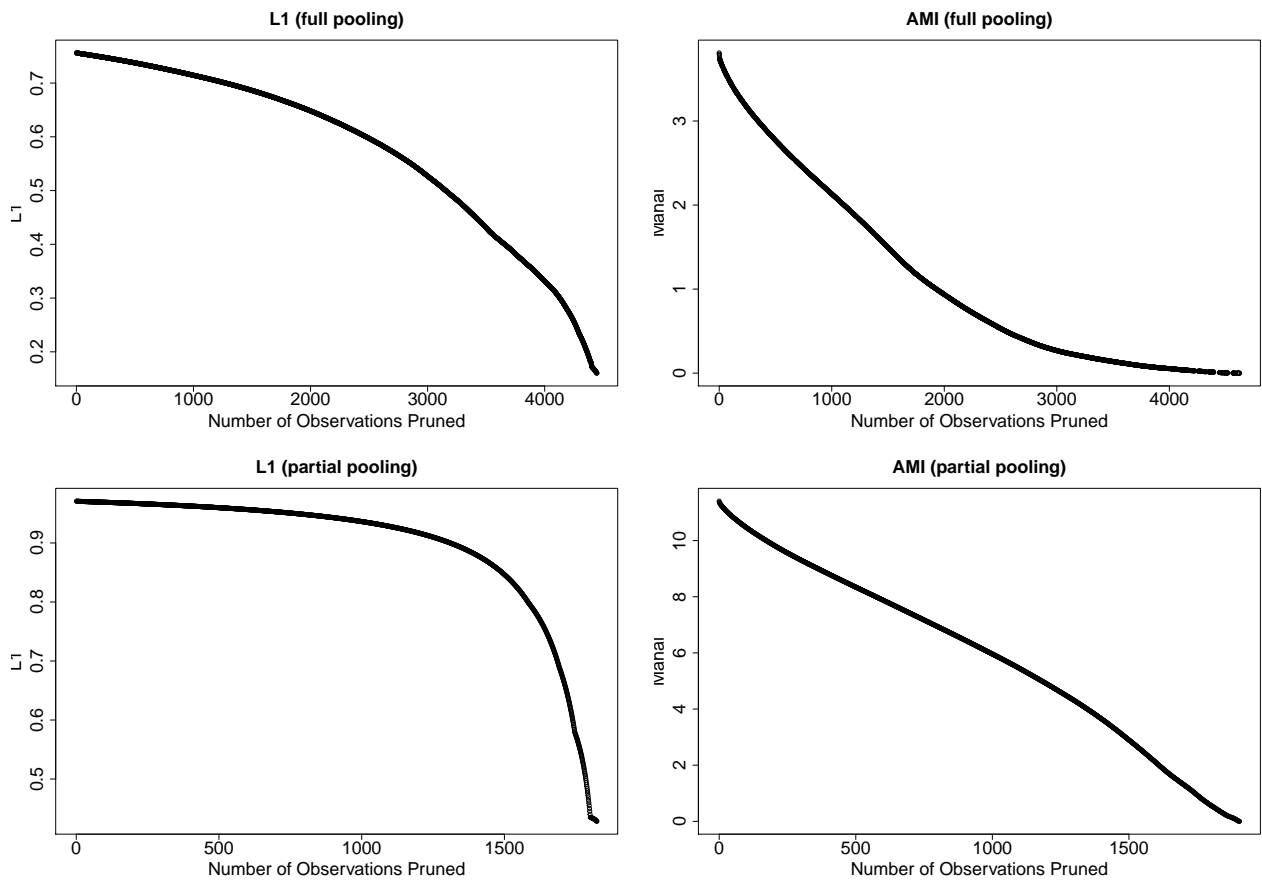 L1 (full pooling)
0.7
0.6
0.5
0.4
0.3
0.2
L1
0 1000 2000 3000 4000
Number of Observations Pruned
AMI (full pooling)
3
2
1
0
0 1000 2000 3000 4000
Number of Observations Pruned
L1 (partial pooling)
0.9
0.8
0.7
0.6
0.5
L1
0 500 1000 1500
Number of Observations Pruned
AMI (partial pooling)
10
8
6
4
2
0
0 500 1000 1500
Number of Observations Pruned